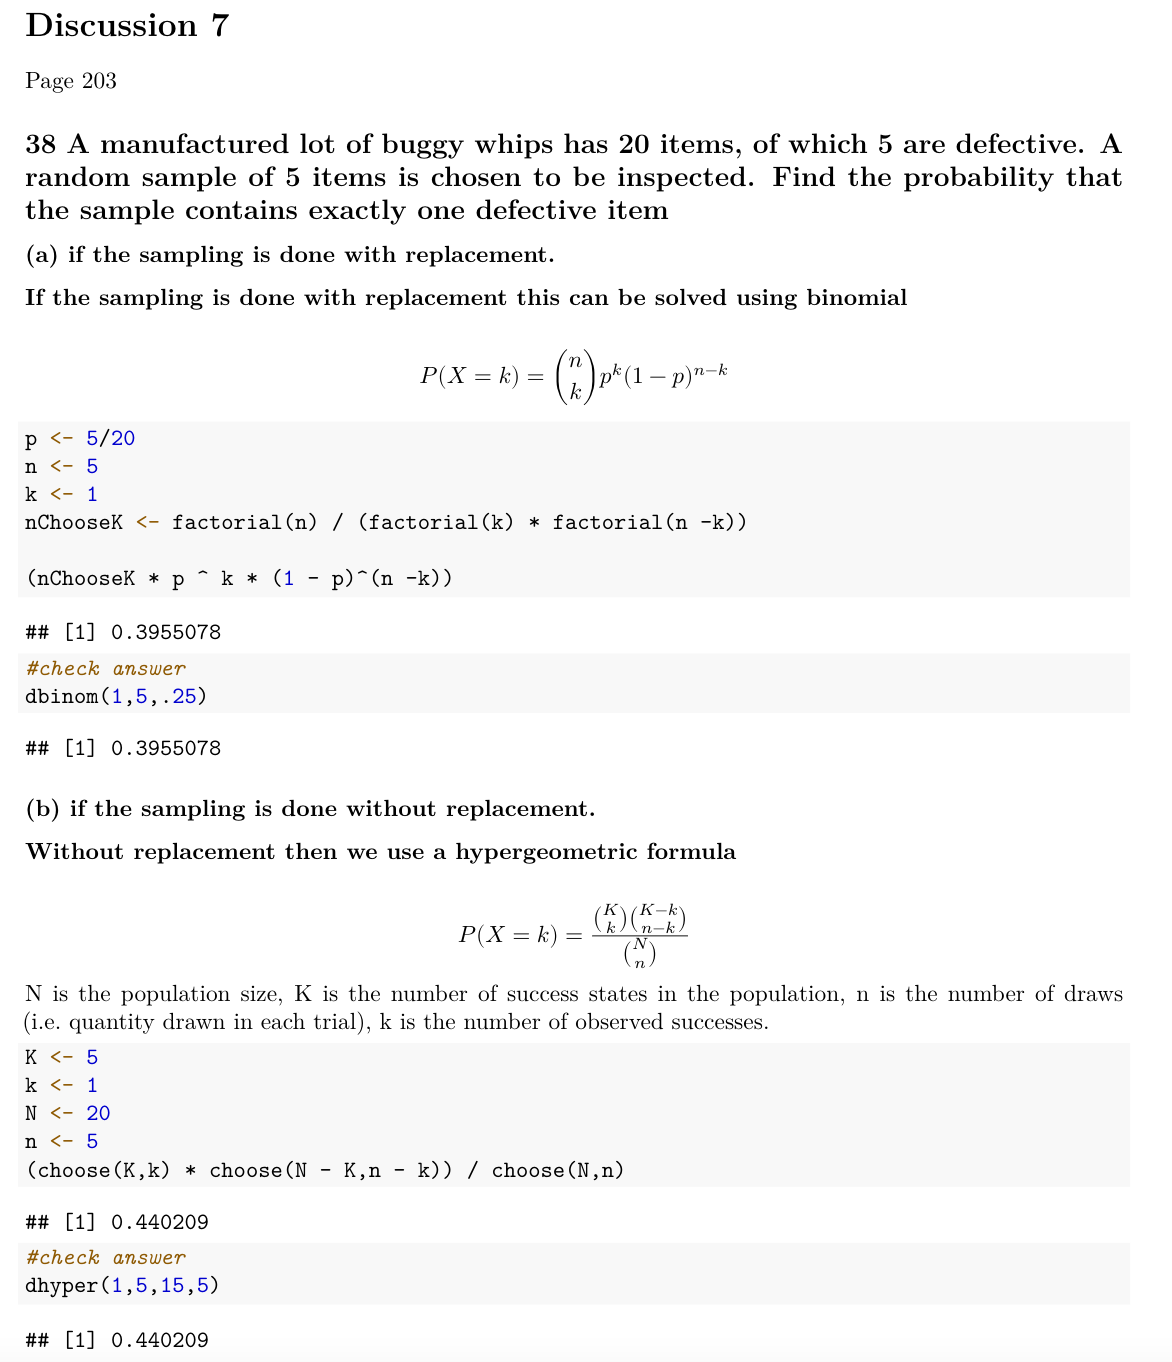 Discussion 7
Page 203
38 A manufactured lot of buggy whips has 20 items, of which 5 are defective. A
random sample of 5 items is chosen to be inspected. Find the probability that
the sample contains exactly one defective item
(a) if the sampling is done with replacement.
If the sampling is done with replacement this can be solved using binomial
P(X = k) = \binom{n}{k} p^k (1 − p)^{n−k}
p <- 5/20
n <- 5
k <- 1
nChooseK <- factorial(n) / (factorial(k) * factorial(n -k))
(nChooseK * p ^ k * (1 - p)^(n -k))
## [1] 0.3955078
#check answer
dbinom(1,5,.25)
## [1] 0.3955078
(b) if the sampling is done without replacement.
Without replacement then we use a hypergeometric formula
P(X = k) = \frac{\binom{K}{k}\binom{K−k}{n−k}}{\binom{N}{n}}
N is the population size, K is the number of success states in the population, n is the number of draws
(i.e. quantity drawn in each trial), k is the number of observed successes.
K <- 5
k <- 1
N <- 20
n <- 5
(choose(K,k) * choose(N - K,n - k)) / choose(N,n)
## [1] 0.440209
#check answer
dhyper(1,5,15,5)
## [1] 0.440209